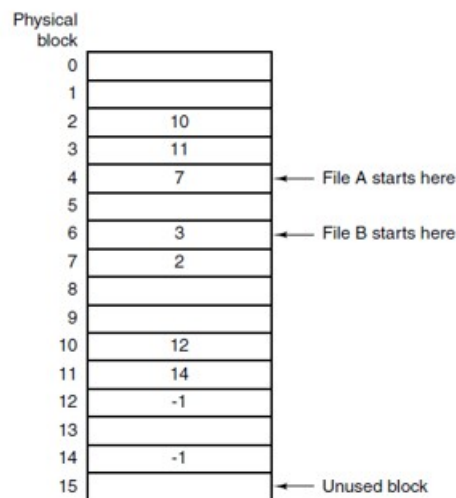 Physical
block
0
1
2 10
3 11
4 7 File A starts here
5
6 3 File B starts here
7 2
8
9
10 12
11 14
12 -1
13
14 -1
15 Unused block